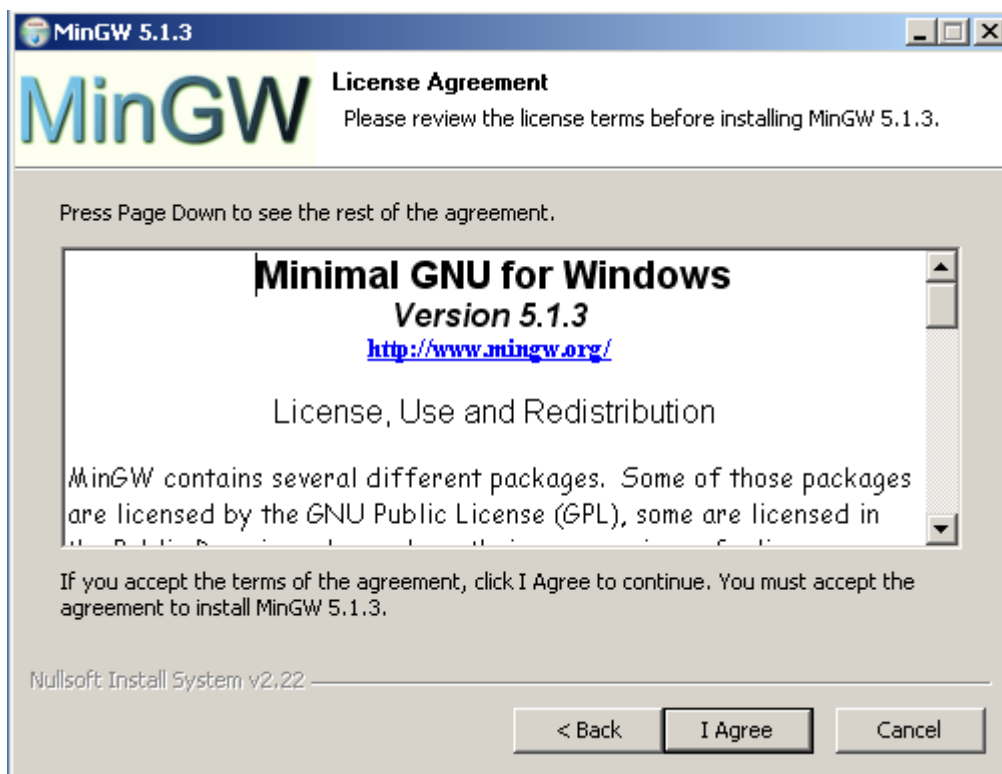 MinGW 5.1.3
MinGW
License Agreement
Please review the license terms before installing MinGW 5.1.3.
Press Page Down to see the rest of the agreement.
Minimal GNU for Windows
Version 5.1.3
http://www.mingw.org/
License, Use and Redistribution
MinGW contains several different packages. Some of those packages
are licensed by the GNU Public License (GPL), some are licensed in
If you accept the terms of the agreement, click I Agree to continue. You must accept the
agreement to install MinGW 5.1.3.
Nullsoft Install System v2.22
< Back I Agree Cancel